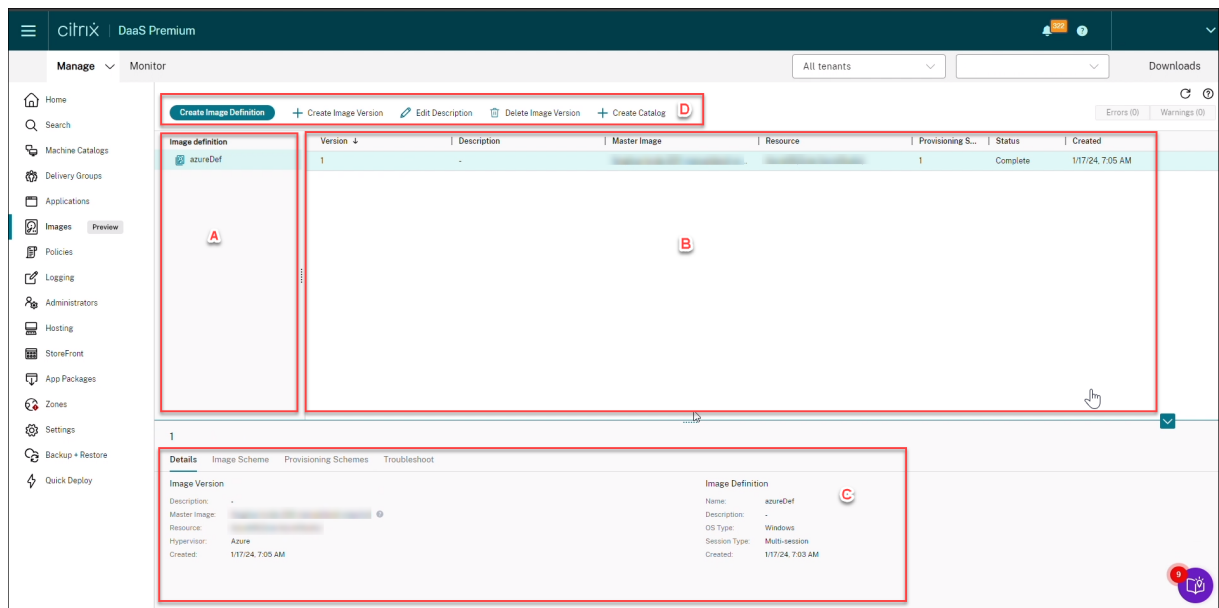 citrix | DaaS Premium
322
Manage Monitor All tenants Downloads
Home
Search
Machine Catalogs
Delivery Groups
Applications
Images Preview
Policies
Logging
Administrators
Hosting
StoreFront
App Packages
Zones
Settings
Backup + Restore
Quick Deploy
Create Image Definition + Create Image Version Edit Description Delete Image Version + Create Catalog D
Errors (0) Warnings (0)
Image definition
azureDef
A
Version ↓ Description Master Image Resource Provisioning S... Status Created
1 - 1 Complete 1/17/24, 7:05 AM
B
1
Details Image Scheme Provisioning Schemes Troubleshoot
Image Version
Description: -
Master Image:
Resource:
Hypervisor: Azure
Created: 1/17/24, 7:05 AM
Image Definition
Name: azureDef
Description: -
OS Type: Windows
Session Type: Multi-session
Created: 1/17/24, 7:03 AM
C
9